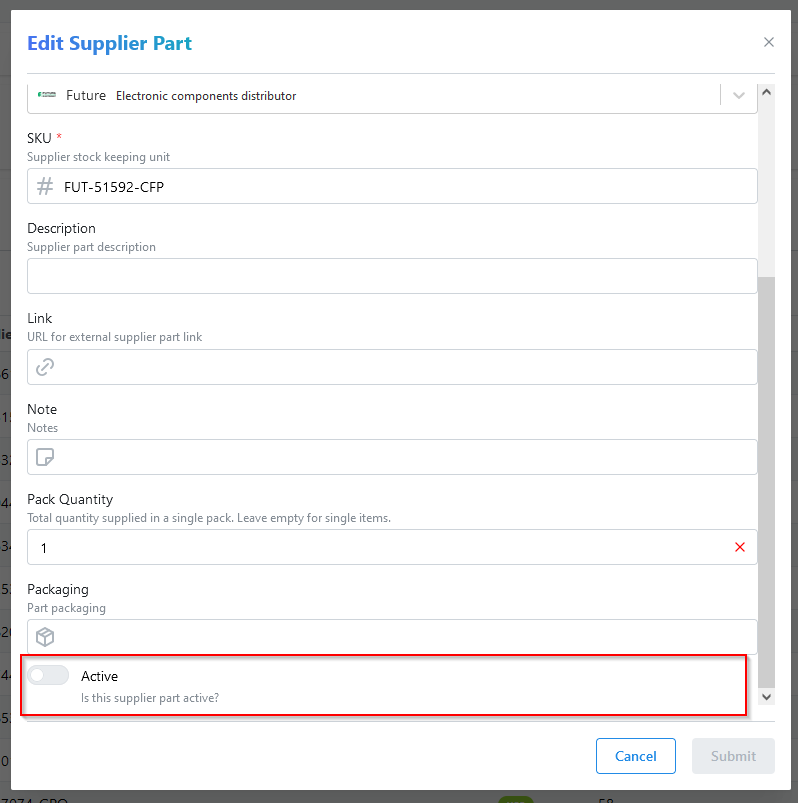 Edit Supplier Part
Future Electronic components distributor
SKU *
Supplier stock keeping unit
FUT-51592-CFP
Description
Supplier part description
Link
URL for external supplier part link
Note
Notes
Pack Quantity
Total quantity supplied in a single pack. Leave empty for single items.
1
Packaging
Part packaging
Active
Is this supplier part active?
Cancel Submit